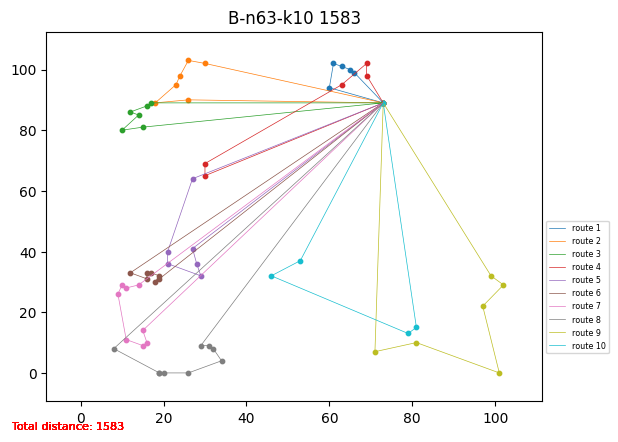 B-n63-k10 1583
100
80
60
40
20
0
0
20
40
60
80
100
route 1
route 2
route 3
route 4
route 5
route 6
route 7
route 8
route 9
route 10
Total distance: 1583